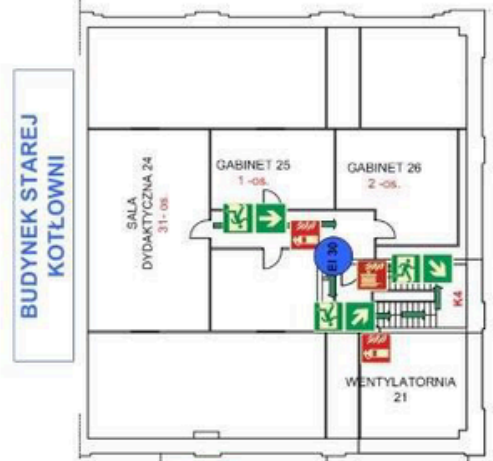 BUDYNEK STAREJ
KOTŁOWNI
SALA
DYDAKTYCZNA 24
31- os.
GABINET 25
1 -os.
GABINET 26
2 -os.
EI 30
K4
WENTYLATORNIA
21